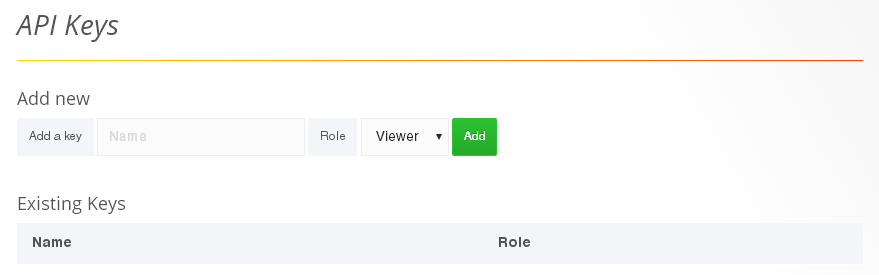 API Keys
Add new
Add a key Name Role Viewer Add
Existing Keys
Name Role